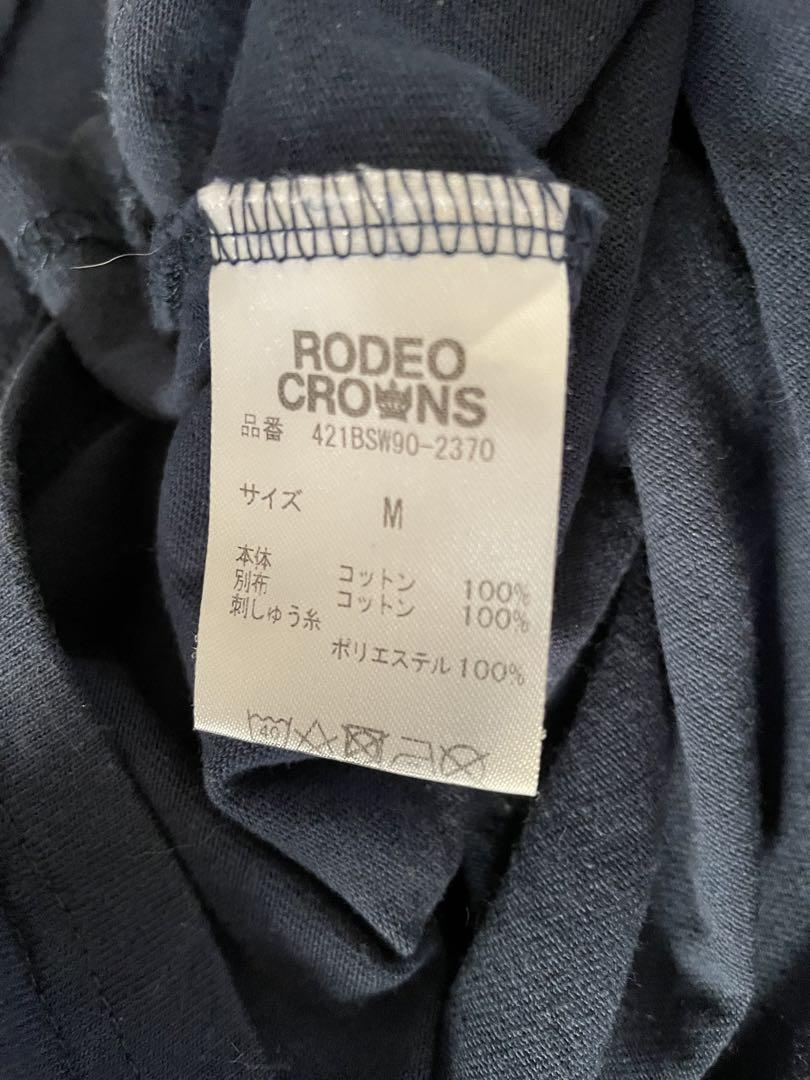 RODEO
CROWNS
品番 421BSW90-2370
サイズ M
本体 コットン 100%
別布 コットン 100%
刺しゅう糸
ポリエステル100%
40